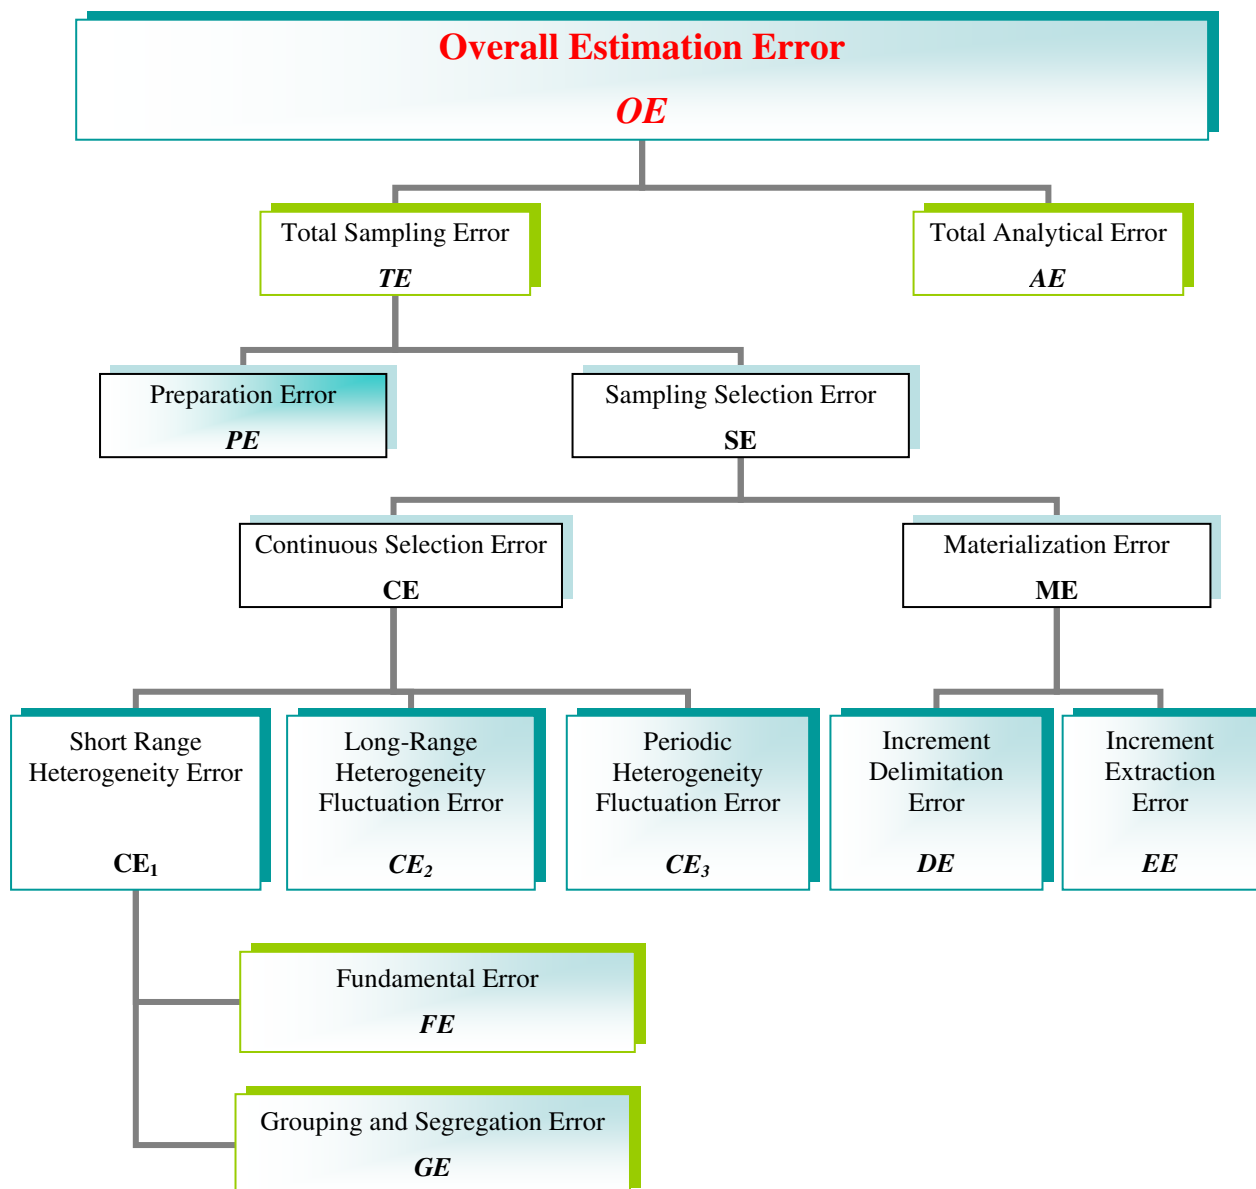 Overall Estimation Error
OE
Total Sampling Error
TE
Total Analytical Error
AE
Preparation Error
PE
Sampling Selection Error
SE
Continuous Selection Error
CE
Materialization Error
ME
Short Range
Heterogeneity Error
CE₁
Long-Range
Heterogeneity
Fluctuation Error
CE₂
Periodic
Heterogeneity
Fluctuation Error
CE₃
Increment
Delimitation
Error
DE
Increment
Extraction
Error
EE
Fundamental Error
FE
Grouping and Segregation Error
GE